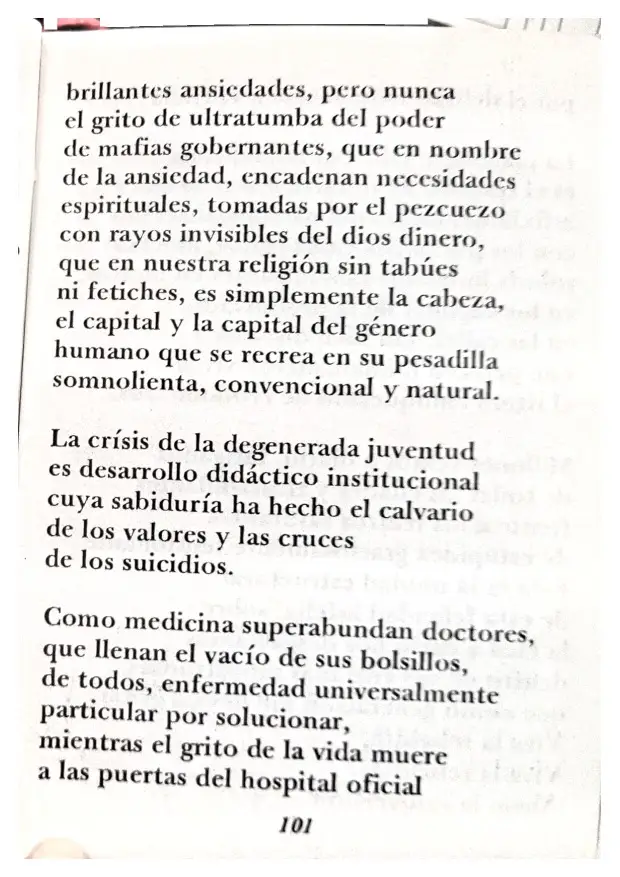 brillantes ansiedades, pero nunca
el grito de ultratumba del poder
de mafias gobernantes, que en nombre
de la ansiedad, encadenan necesidades
espirituales, tomadas por el pezcuezo
con rayos invisibles del dios dinero,
que en nuestra religión sin tabúes
ni fetiches, es simplemente la cabeza,
el capital y la capital del género
humano que se recrea en su pesadilla
somnolienta, convencional y natural.
La crísis de la degenerada juventud
es desarrollo didáctico institucional
cuya sabiduría ha hecho el calvario
de los valores y las cruces
de los suicidios.
Como medicina superabundan doctores,
que llenan el vacío de sus bolsillos,
de todos, enfermedad universalmente
particular por solucionar,
mientras el grito de la vida muere
a las puertas del hospital oficial
101